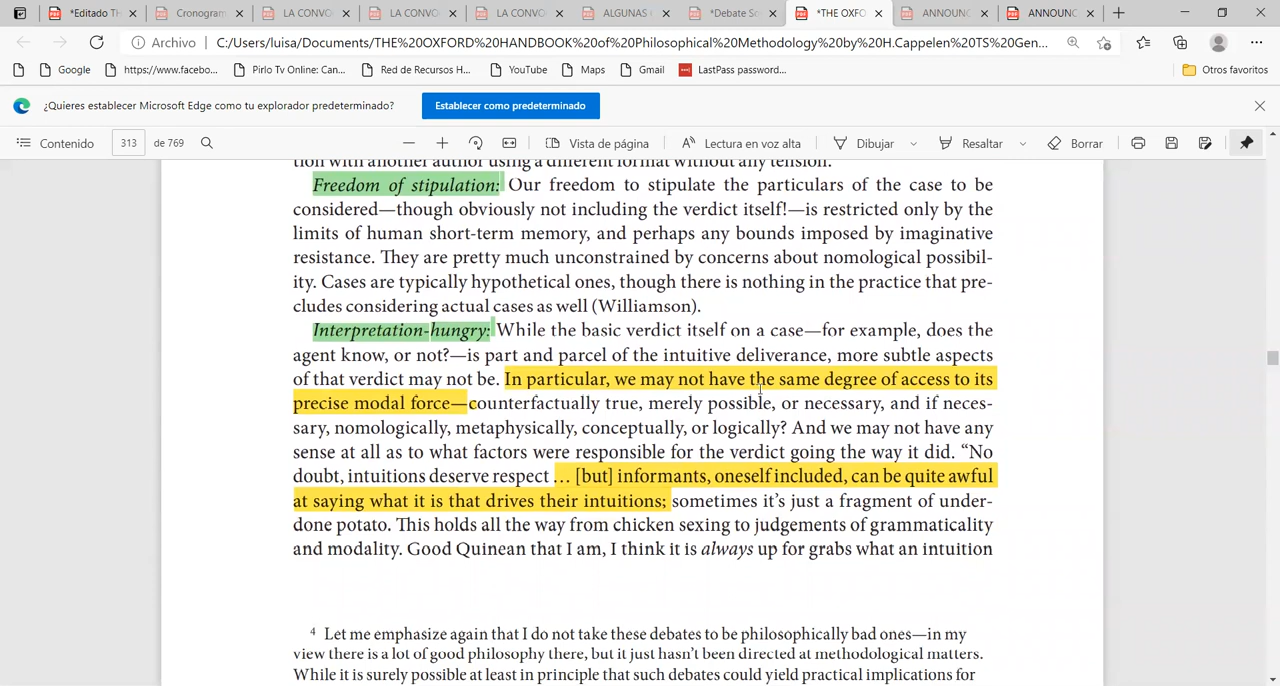 *Editado TH
Cronogram
LA CONVO
LA CONVO
LA CONVO
ALGUNAS
*Debate So
*THE OXFO
ANNOUNC
ANNOUNC
Archivo
C:/Users/luisa/Documents/THE%20OXFORD%20HANDBOOK%20of%20Philosophical%20Methodology%20by%20H.Cappelen%20TS%20Gen...
Google
https://www.facebo...
Pirlo Tv Online: Can...
Red de Recursos H...
YouTube
Maps
Gmail
LastPass password...
Otros favoritos
¿Quieres establecer Microsoft Edge como tu explorador predeterminado?
Establecer como predeterminado
Contenido
313
de 769
Vista de página
Lectura en voz alta
Dibujar
Resaltar
Borrar
tion with another author using a different format without any tension.
Freedom of stipulation: Our freedom to stipulate the particulars of the case to be
considered—though obviously not including the verdict itself!—is restricted only by the
limits of human short-term memory, and perhaps any bounds imposed by imaginative
resistance. They are pretty much unconstrained by concerns about nomological possibil-
ity. Cases are typically hypothetical ones, though there is nothing in the practice that pre-
cludes considering actual cases as well (Williamson).
Interpretation-hungry: While the basic verdict itself on a case—for example, does the
agent know, or not?—is part and parcel of the intuitive deliverance, more subtle aspects
of that verdict may not be. In particular, we may not have the same degree of access to its
precise modal force—counterfactually true, merely possible, or necessary, and if neces-
sary, nomologically, metaphysically, conceptually, or logically? And we may not have any
sense at all as to what factors were responsible for the verdict going the way it did. “No
doubt, intuitions deserve respect … [but] informants, oneself included, can be quite awful
at saying what it is that drives their intuitions; sometimes it’s just a fragment of under-
done potato. This holds all the way from chicken sexing to judgements of grammaticality
and modality. Good Quinean that I am, I think it is always up for grabs what an intuition
4 Let me emphasize again that I do not take these debates to be philosophically bad ones—in my
view there is a lot of good philosophy there, but it just hasn’t been directed at methodological matters.
While it is surely possible at least in principle that such debates could yield practical implications for